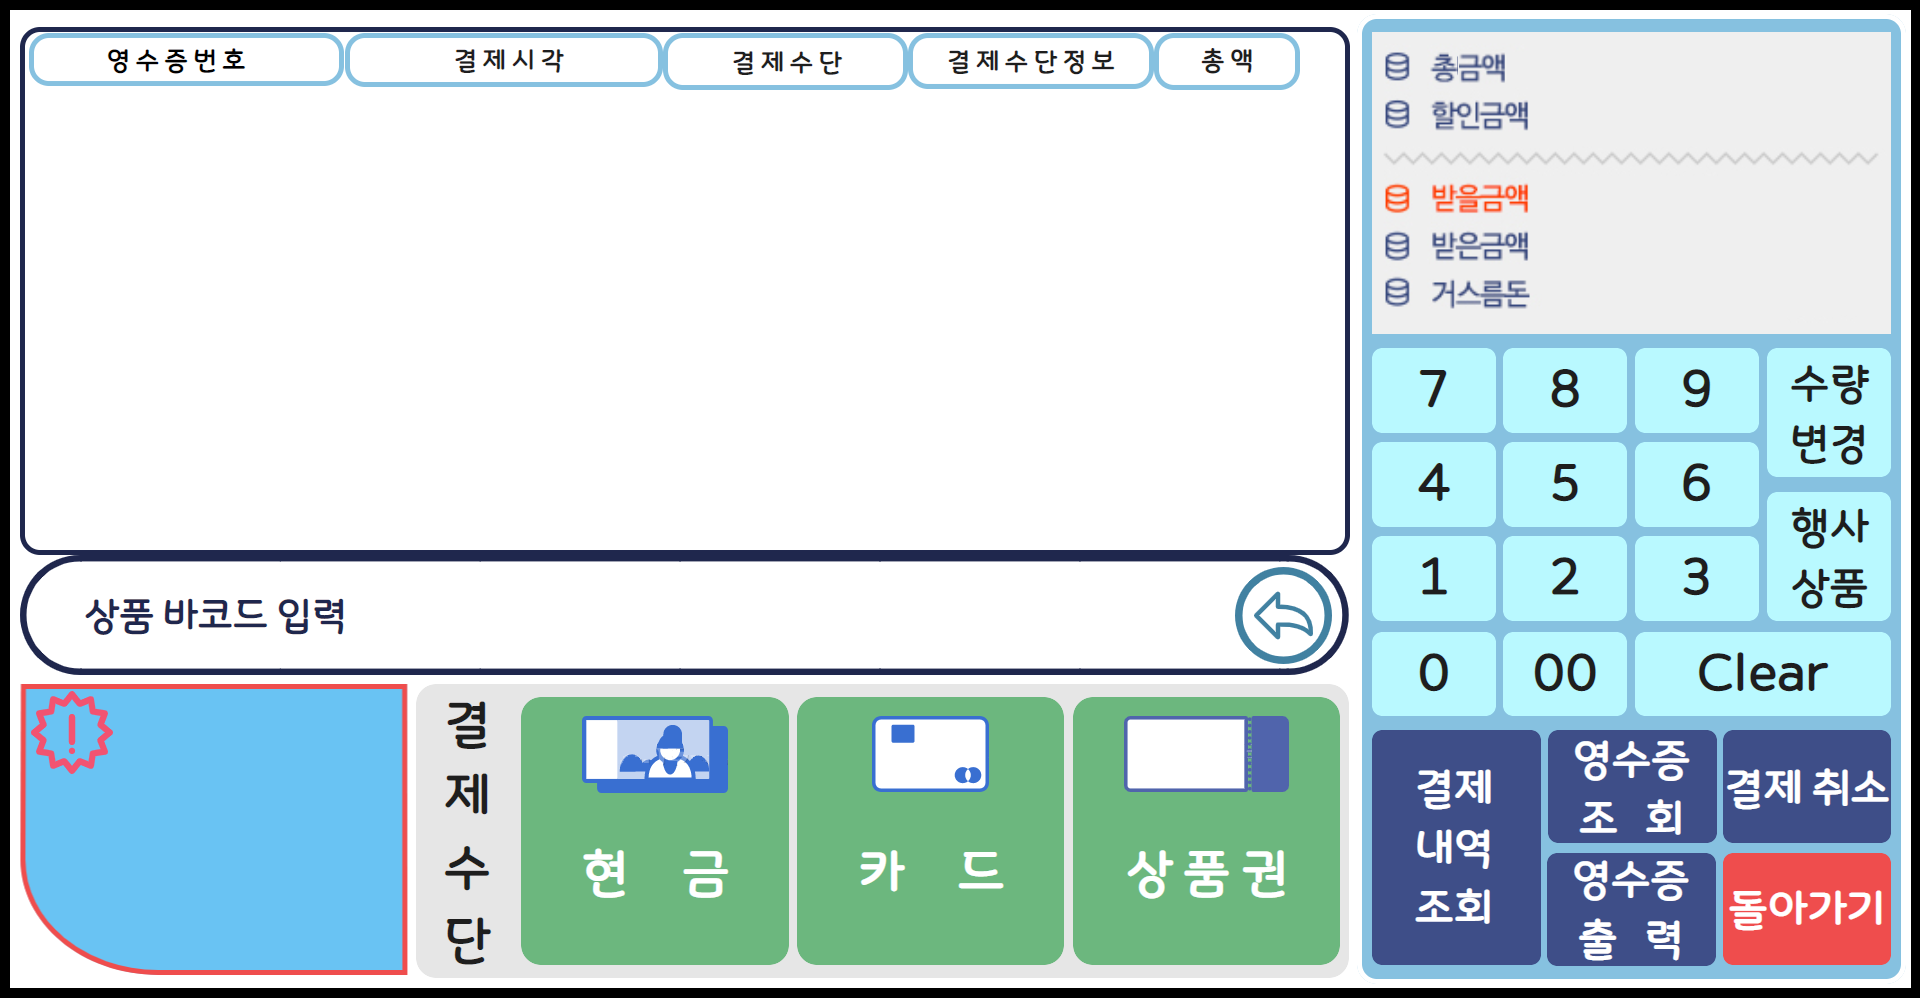 영수증번호 결제시각 결제수단 결제수단정보 총액
총금액
할인금액
받을금액
받은금액
거스름돈
7 8 9 수량
변경
4 5 6
행사
상품
1 2 3
0 00 Clear
상품 바코드 입력
결
제
수
단
현 금
카 드
상품권
결제
내역
조회
영수증
조 회
결제 취소
영수증
출 력
돌아가기